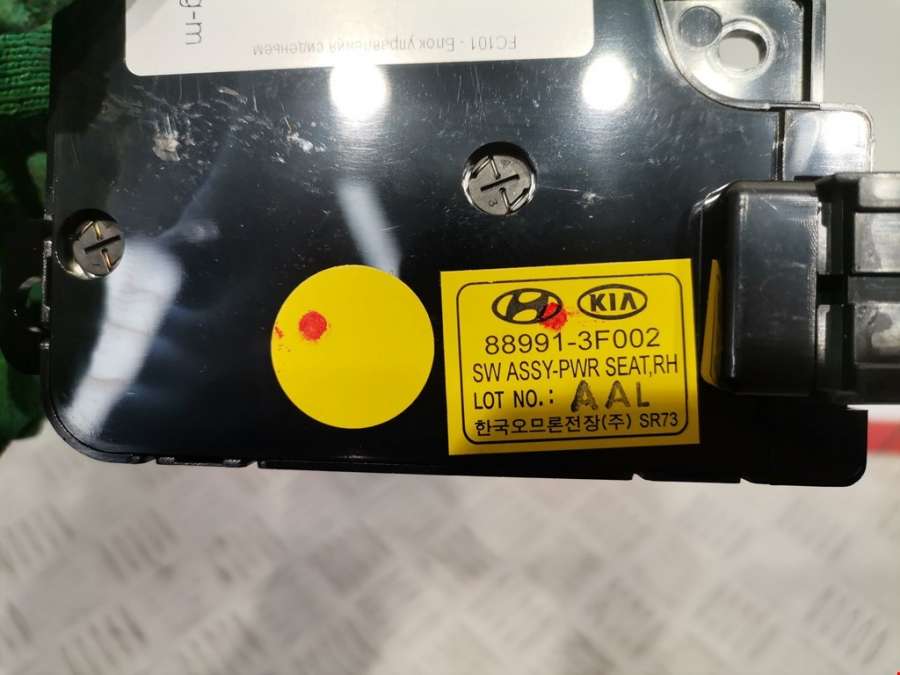 g-m
FC101 - Блок управления сиденьем
KIA
88991-3F002
SW ASSY-PWR SEAT,RH
LOT NO.: AAL
한국오므론전장(주) SR73